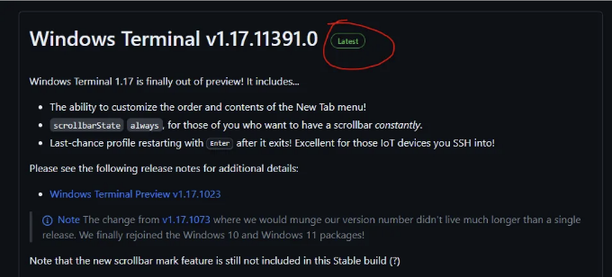 Windows Terminal v1.17.11391.0 Latest
Windows Terminal 1.17 is finally out of preview! It includes...
• The ability to customize the order and contents of the New Tab menu!
• scrollbarState always, for those of you who want to have a scrollbar constantly.
• Last-chance profile restarting with Enter after it exits! Excellent for those IoT devices you SSH into!
Please see the following release notes for additional details:
• Windows Terminal Preview v1.17.1023
Note The change from v1.17.1073 where we would munge our version number didn't live much longer than a single
release. We finally rejoined the Windows 10 and Windows 11 packages!
Note that the new scrollbar mark feature is still not included in this Stable build (?)